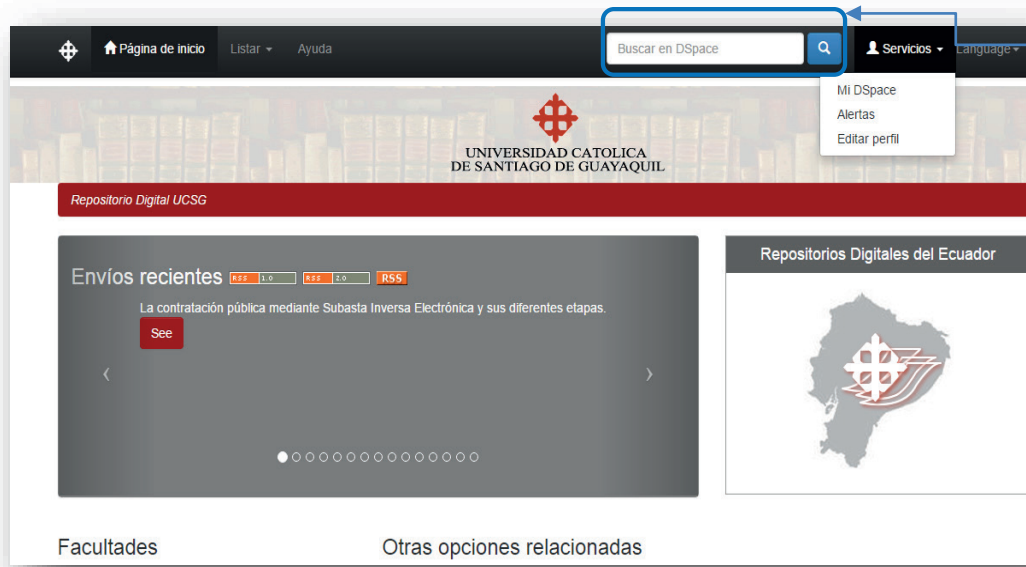 Página de inicio Listar Ayuda Buscar en DSpace Servicios Language
Mi DSpace
Alertas
Editar perfil
UNIVERSIDAD CATOLICA
DE SANTIAGO DE GUAYAQUIL
Repositorio Digital UCSG
Envíos recientes RSS 1.0 RSS 2.0 RSS
La contratación pública mediante Subasta Inversa Electrónica y sus diferentes etapas.
See
Repositorios Digitales del Ecuador
Facultades Otras opciones relacionadas